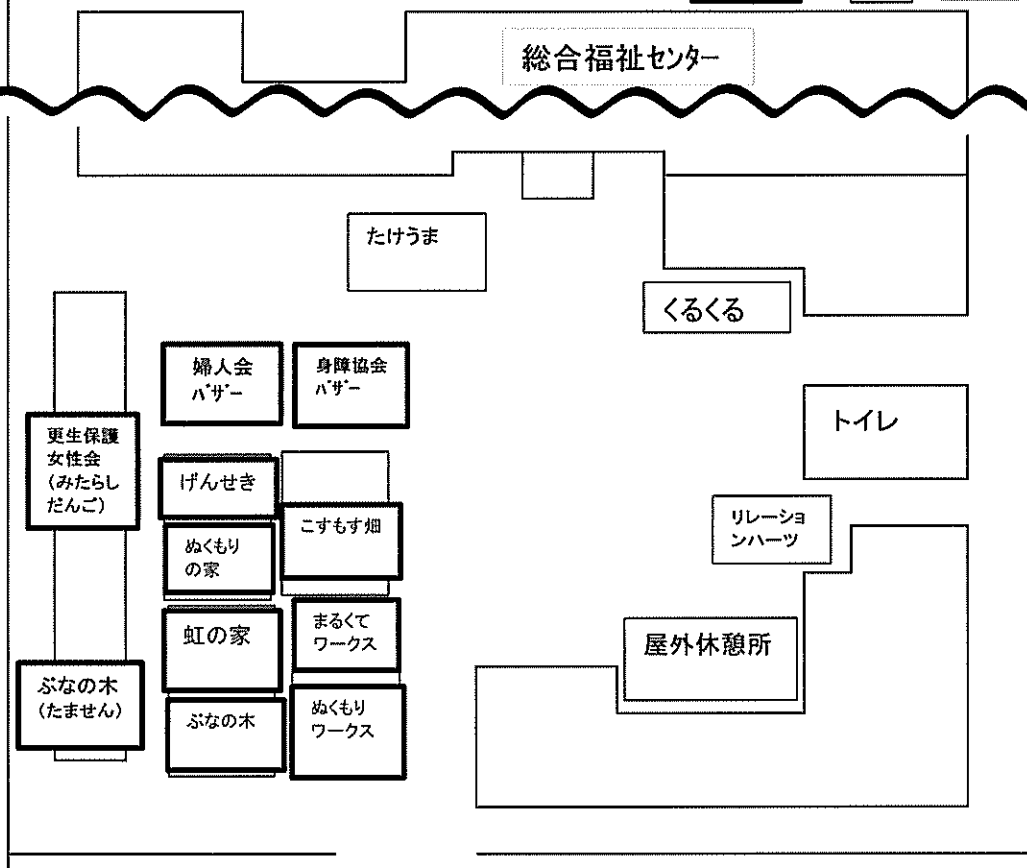 総合福祉センター
たけうま
くるくる
婦人会
バザー
身障協会
バザー
更生保護
女性会
(みたらし
だんご)
トイレ
げんせき
こすもす畑
リレーショ
ンハーツ
ぬくもり
の家
虹の家
まるくて
ワークス
屋外休憩所
ぶなの木
(たません)
ぶなの木
ぬくもり
ワークス